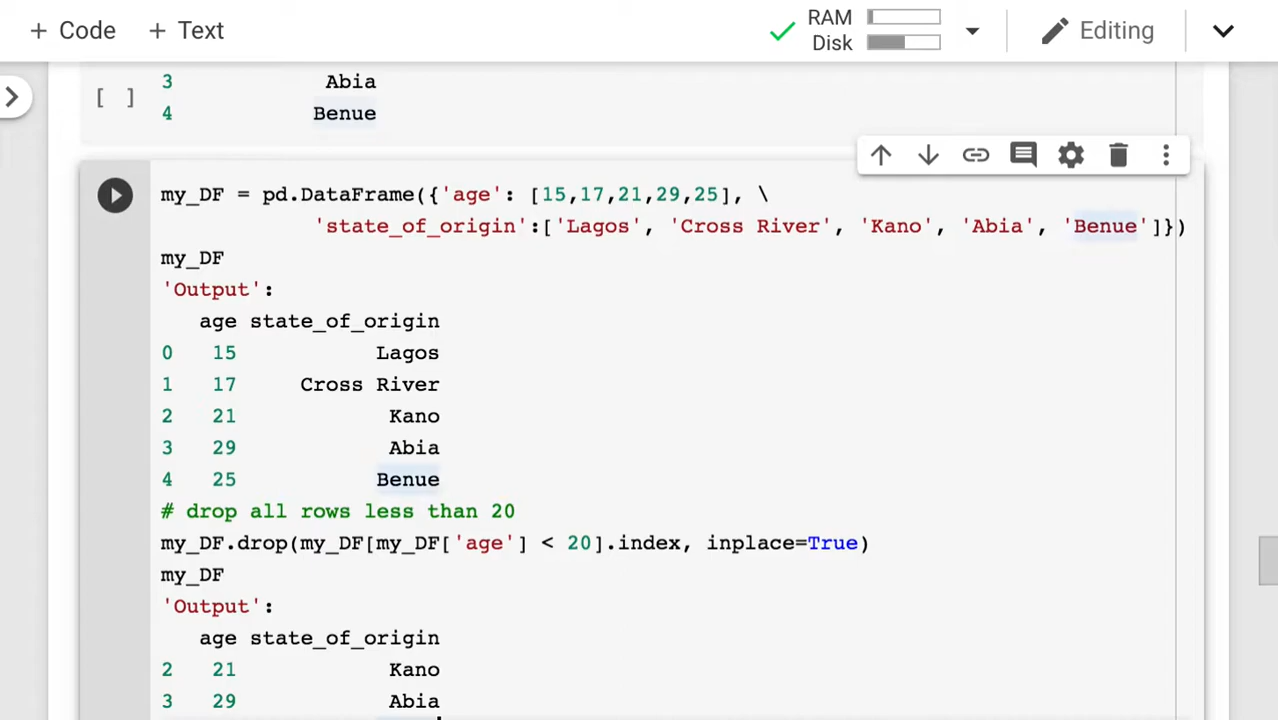 + Code + Text
RAM
Disk
Editing
3 Abia
[ ]
4 Benue
my_DF = pd.DataFrame({'age': [15,17,21,29,25], \
'state_of_origin':['Lagos', 'Cross River', 'Kano', 'Abia', 'Benue']})
my_DF
'Output':
age state_of_origin
0 15 Lagos
1 17 Cross River
2 21 Kano
3 29 Abia
4 25 Benue
# drop all rows less than 20
my_DF.drop(my_DF[my_DF['age'] < 20].index, inplace=True)
my_DF
'Output':
age state_of_origin
2 21 Kano
3 29 Abia